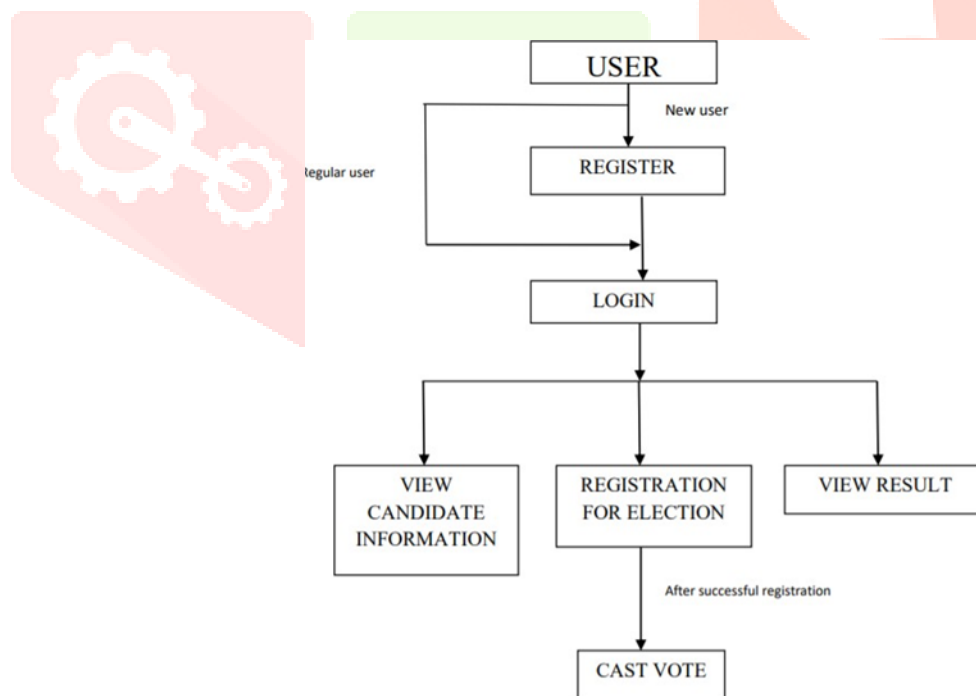 USER
New user
REGISTER
Regular user
LOGIN
VIEW
CANDIDATE
INFORMATION
REGISTRATION
FOR ELECTION
VIEW RESULT
After successful registration
CAST VOTE